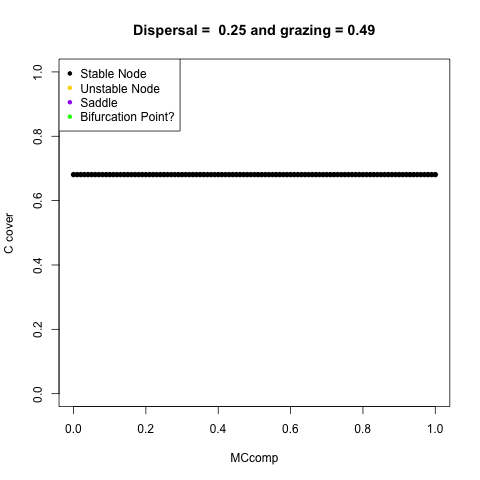 Dispersal =  0.25 and grazing = 0.49
Stable Node
Unstable Node
Saddle
Bifurcation Point?
C cover
1.0
0.8
0.6
0.4
0.2
0.0
0.0 0.2 0.4 0.6 0.8 1.0
MCcomp